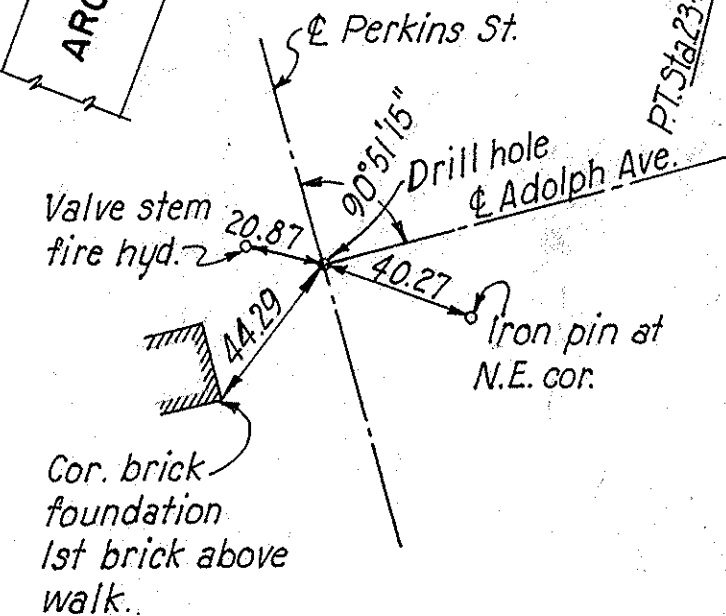 ARC
℄ Perkins St.
P.T. Sta. 23+
90°51'15"
Drill hole
℄ Adolph Ave.
Valve stem
fire hyd.
20.87
40.27
44.29
Iron pin at
N.E. cor.
Cor. brick
foundation
1st brick above
walk.